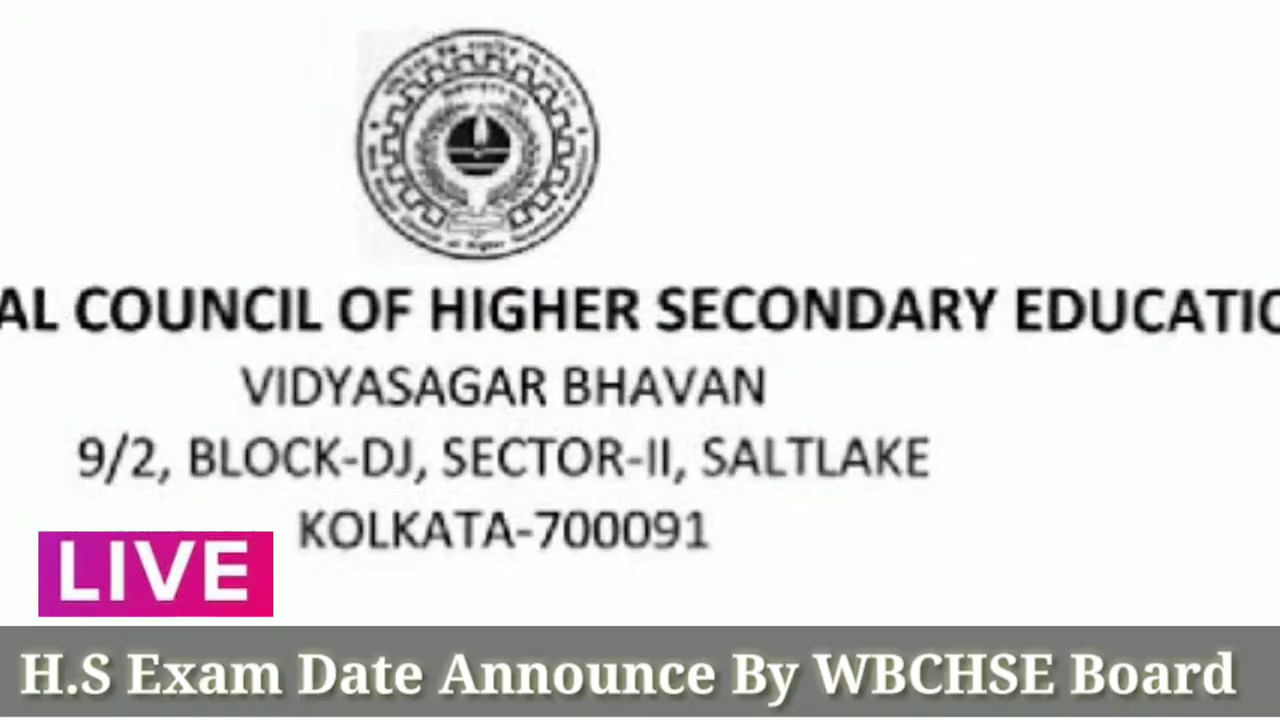 AL COUNCIL OF HIGHER SECONDARY EDUCATIO
VIDYASAGAR BHAVAN
9/2, BLOCK-DJ, SECTOR-II, SALTLAKE
KOLKATA-700091
LIVE
H.S Exam Date Announce By WBCHSE Board